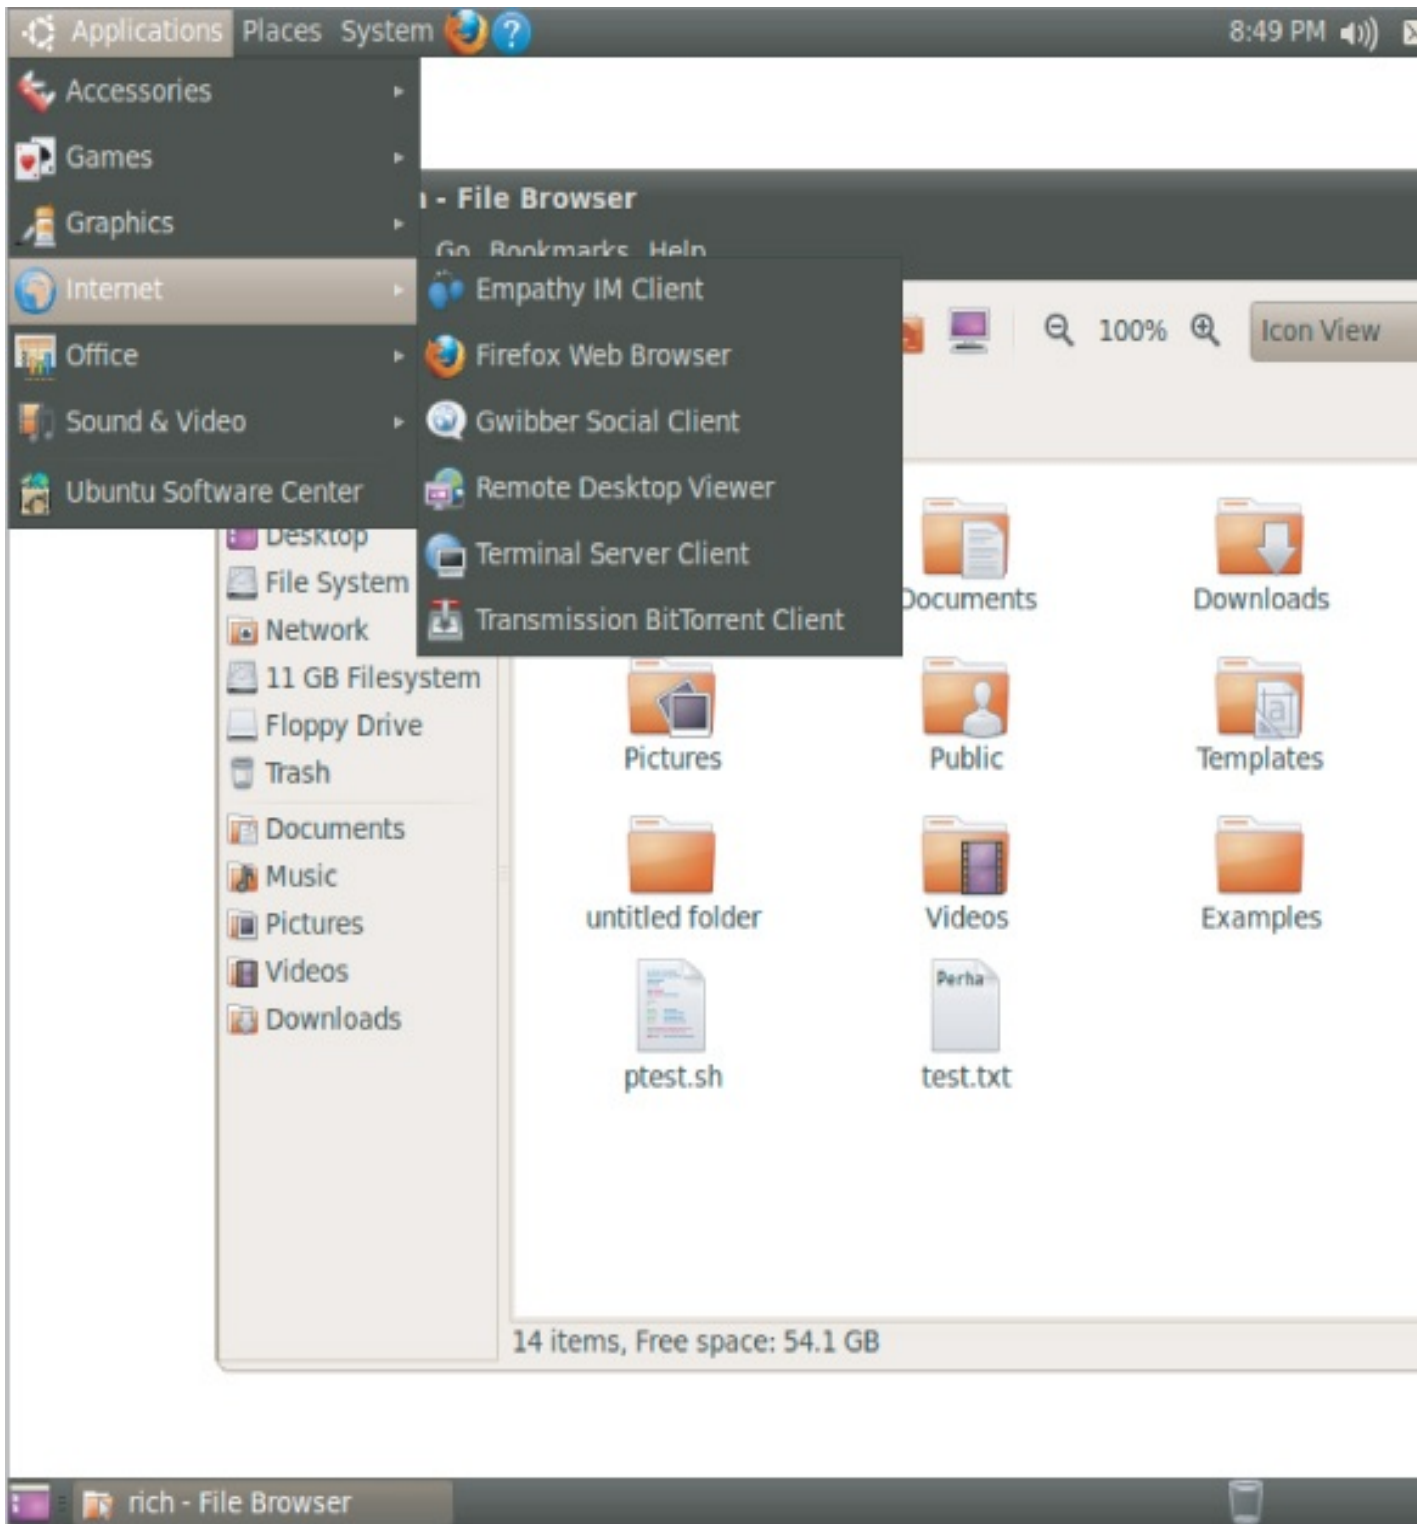 Applications Places System 8:49 PM
Accessories
Games
Graphics
Internet
Office
Sound & Video
Ubuntu Software Center
- File Browser
Go Bookmarks Help
Empathy IM Client
Firefox Web Browser
Gwibber Social Client
Remote Desktop Viewer
Terminal Server Client
Transmission BitTorrent Client
100% Icon View
Desktop
File System
Network
11 GB Filesystem
Floppy Drive
Trash
Documents
Music
Pictures
Videos
Downloads
Documents Downloads
Pictures Public Templates
untitled folder Videos Examples
Perha
ptest.sh test.txt
14 items, Free space: 54.1 GB
rich - File Browser